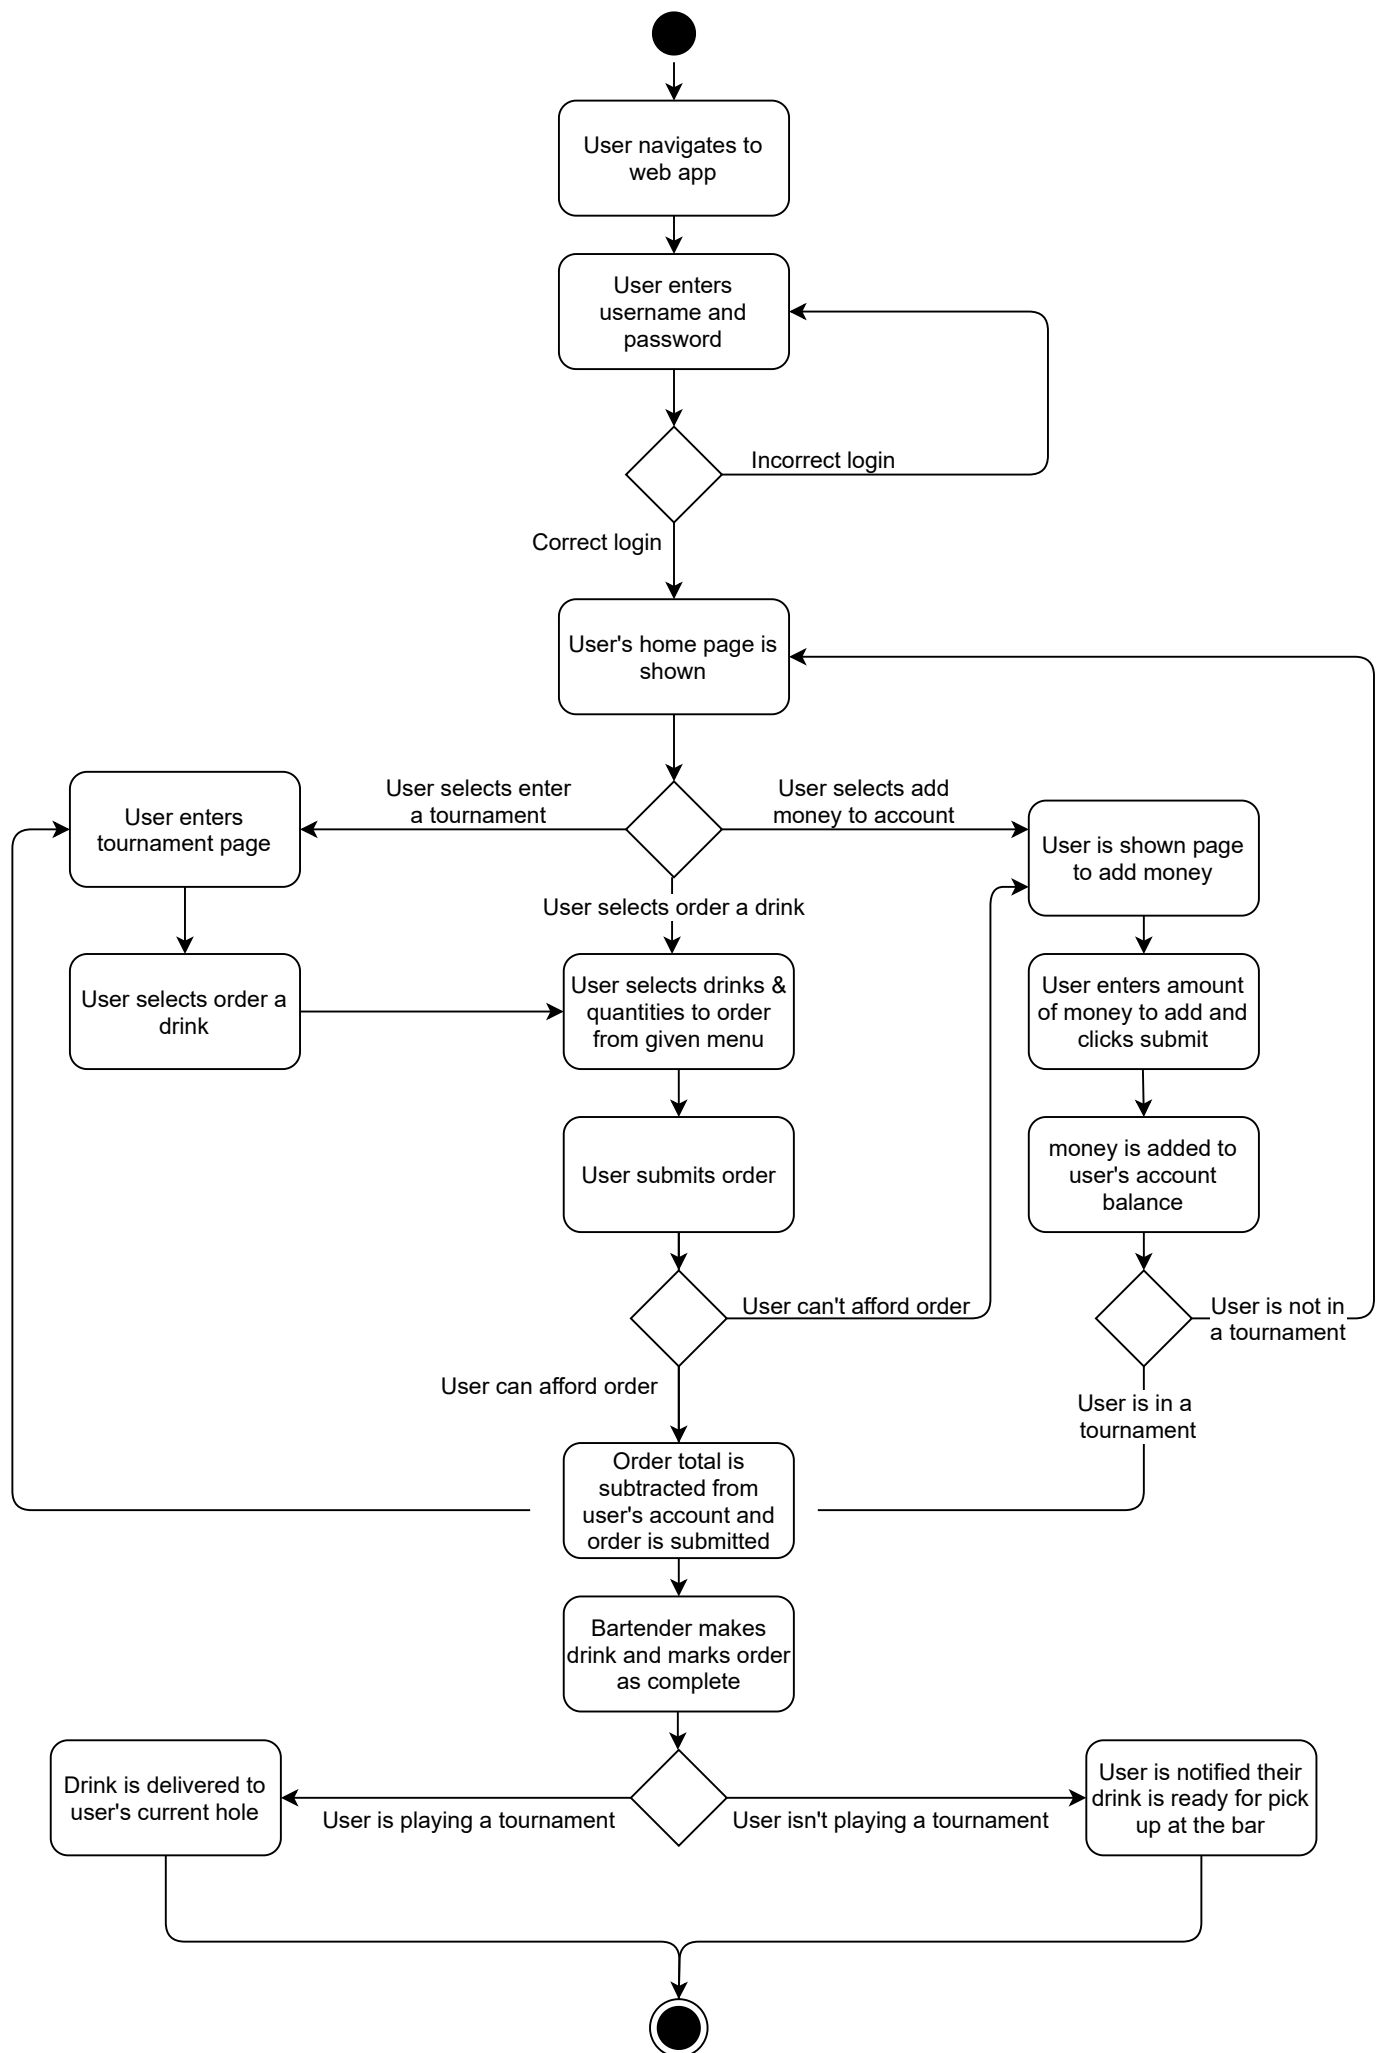 User navigates to
web app
User enters
username and
password
Incorrect login
Correct login
User's home page is
shown
User selects enter
a tournament
User selects add
money to account
User enters
tournament page
User is shown page
to add money
User selects order a drink
User selects order a
drink
User selects drinks &
quantities to order
from given menu
User enters amount
of money to add and
clicks submit
User submits order
money is added to
user's account
balance
User can't afford order
User is not in
a tournament
User can afford order
User is in a
tournament
Order total is
subtracted from
user's account and
order is submitted
Bartender makes
drink and marks order
as complete
Drink is delivered to
user's current hole
User is playing a tournament
User isn't playing a tournament
User is notified their
drink is ready for pick
up at the bar